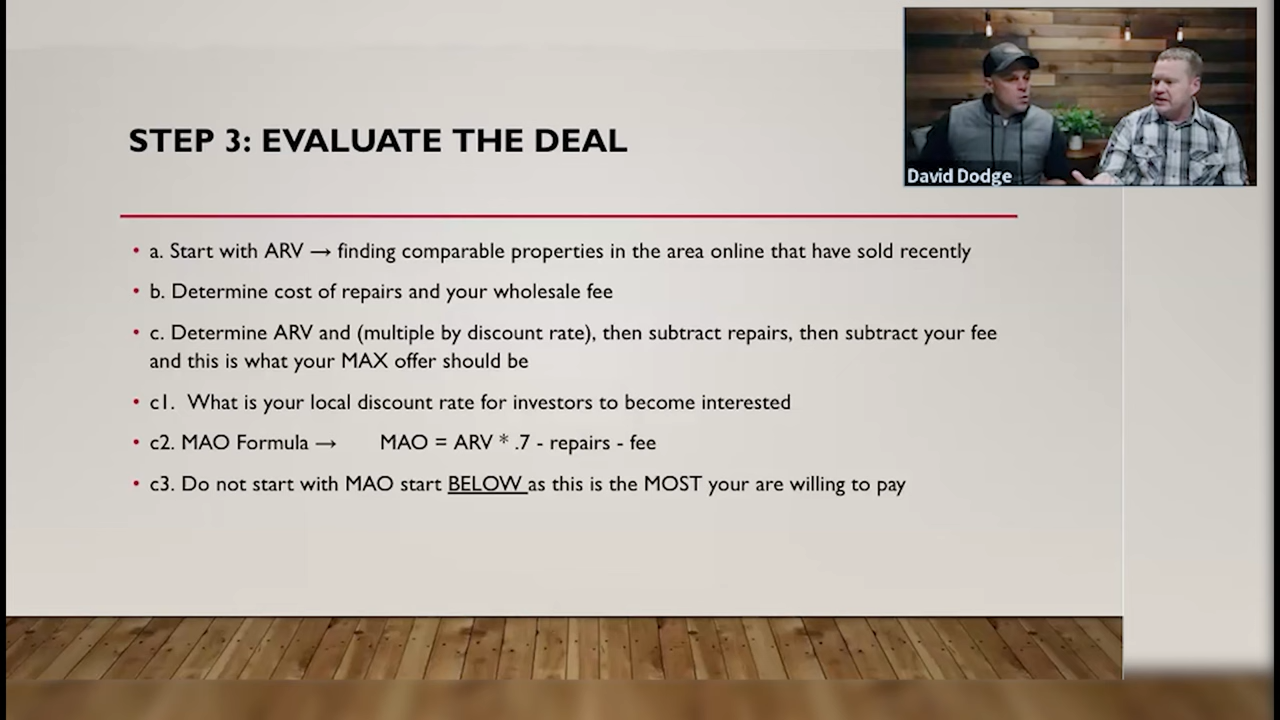 STEP 3: EVALUATE THE DEAL
David Dodge
• a. Start with ARV → finding comparable properties in the area online that have sold recently
• b. Determine cost of repairs and your wholesale fee
• c. Determine ARV and (multiple by discount rate), then subtract repairs, then subtract your fee
and this is what your MAX offer should be
• c1. What is your local discount rate for investors to become interested
• c2. MAO Formula → MAO = ARV * .7 - repairs - fee
• c3. Do not start with MAO start BELOW as this is the MOST your are willing to pay